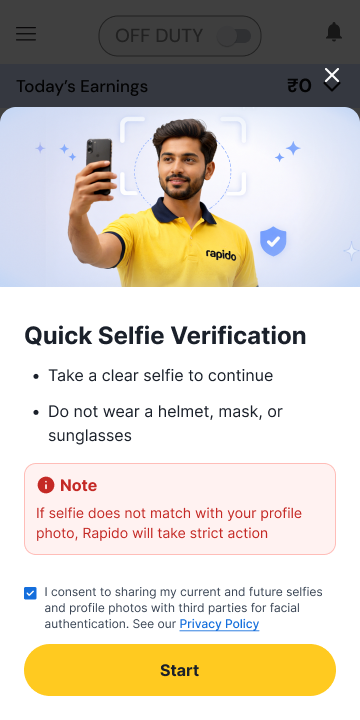 OFF DUTY
Today's Earnings
₹0
rapido
Quick Selfie Verification
• Take a clear selfie to continue
• Do not wear a helmet, mask, or
sunglasses
Note
If selfie does not match with your profile
photo, Rapido will take strict action
I consent to sharing my current and future selfies
and profile photos with third parties for facial
authentication. See our Privacy Policy
Start